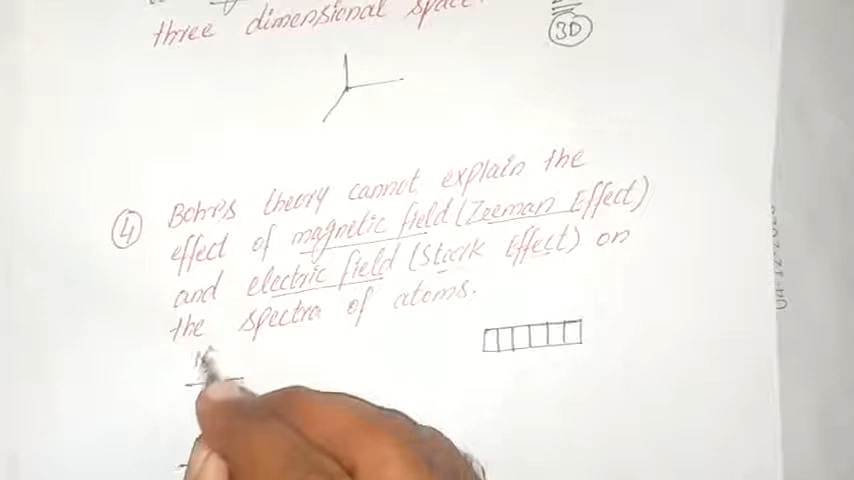 three dimensional space.
3D
4
Bohr's theory cannot explain the
effect of magnetic field (Zeeman Effect)
and electric field (Stark Effect) on
the spectra of atoms.